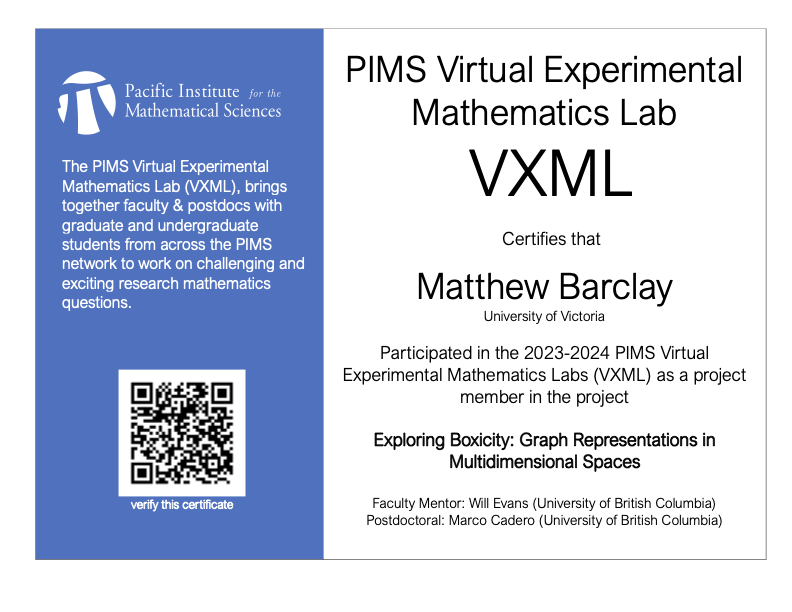 Pacific Institute for the
Mathematical Sciences
The PIMS Virtual Experimental
Mathematics Lab (VXML), brings
together faculty & postdocs with
graduate and undergraduate
students from across the PIMS
network to work on challenging and
exciting research mathematics
questions.
verify this certificate
PIMS Virtual Experimental
Mathematics Lab
VXML
Certifies that
Matthew Barclay
University of Victoria
Participated in the 2023-2024 PIMS Virtual
Experimental Mathematics Labs (VXML) as a project
member in the project
Exploring Boxicity: Graph Representations in
Multidimensional Spaces
Faculty Mentor: Will Evans (University of British Columbia)
Postdoctoral: Marco Cadero (University of British Columbia)